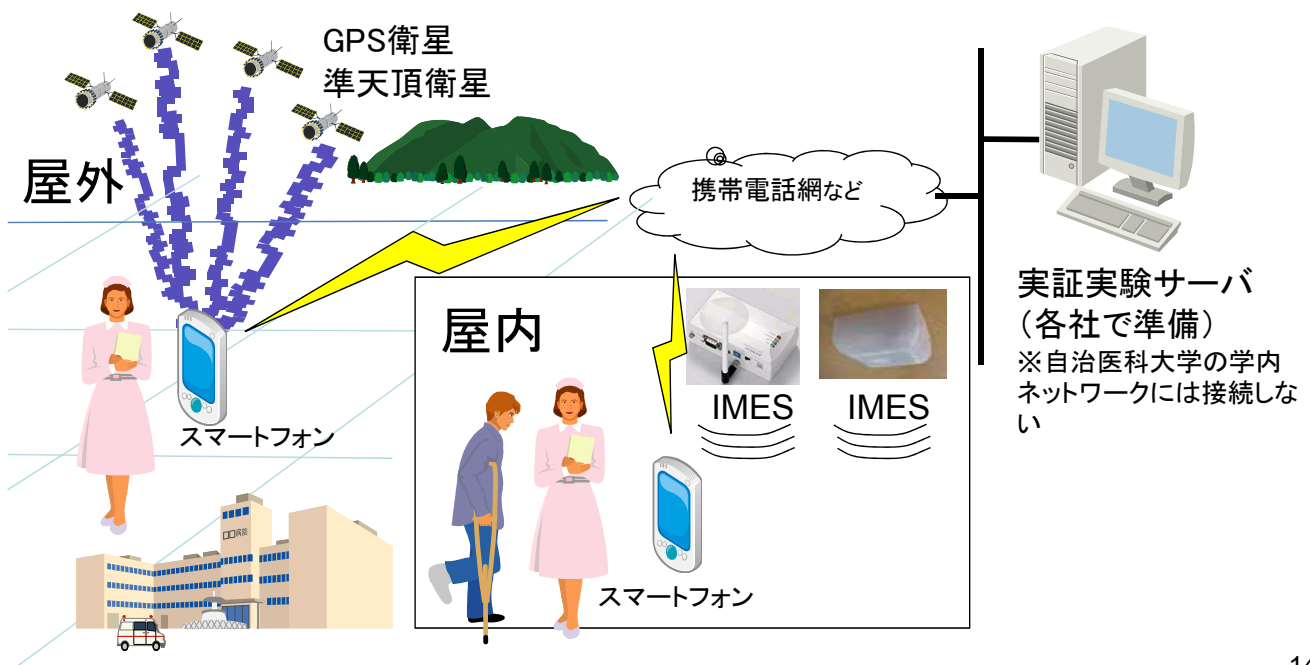 GPS衛星
準天頂衛星
屋外
携帯電話網など
屋内
IMES
IMES
スマートフォン
スマートフォン
病院
実証実験サーバ
(各社で準備)
※自治医科大学の学内
ネットワークには接続しな
い